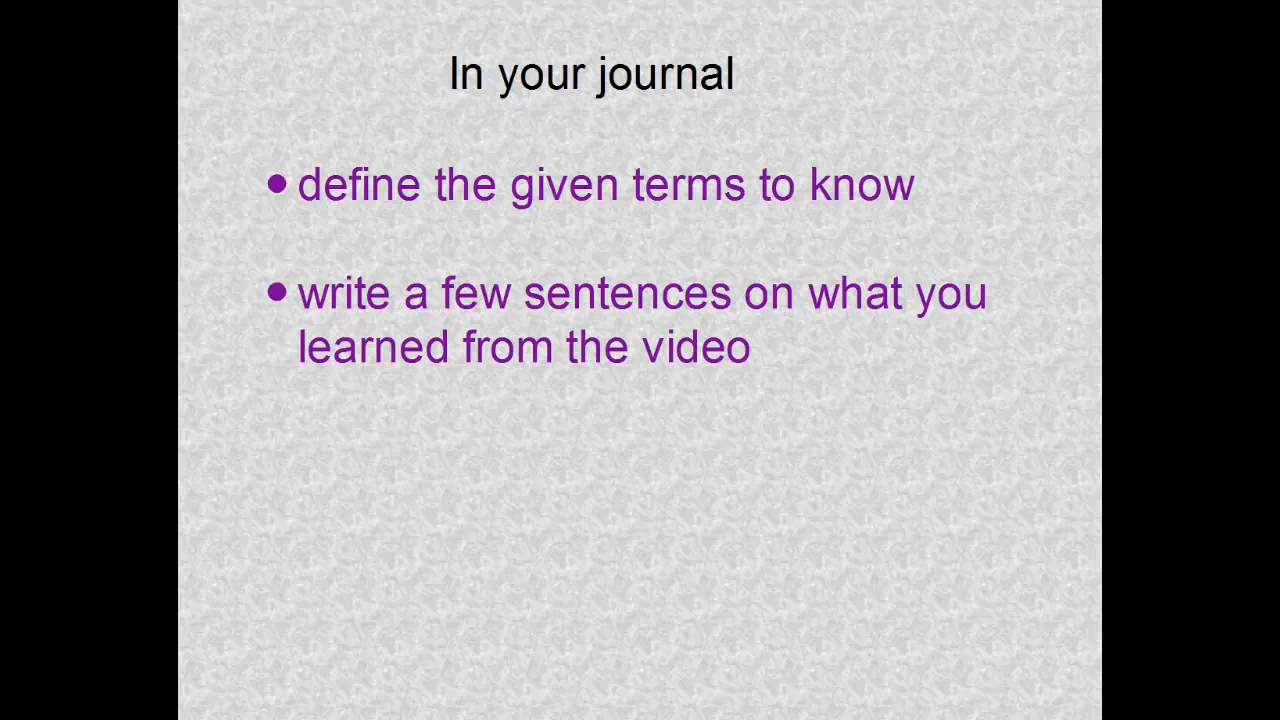 In your journal
• define the given terms to know
• write a few sentences on what you
learned from the video